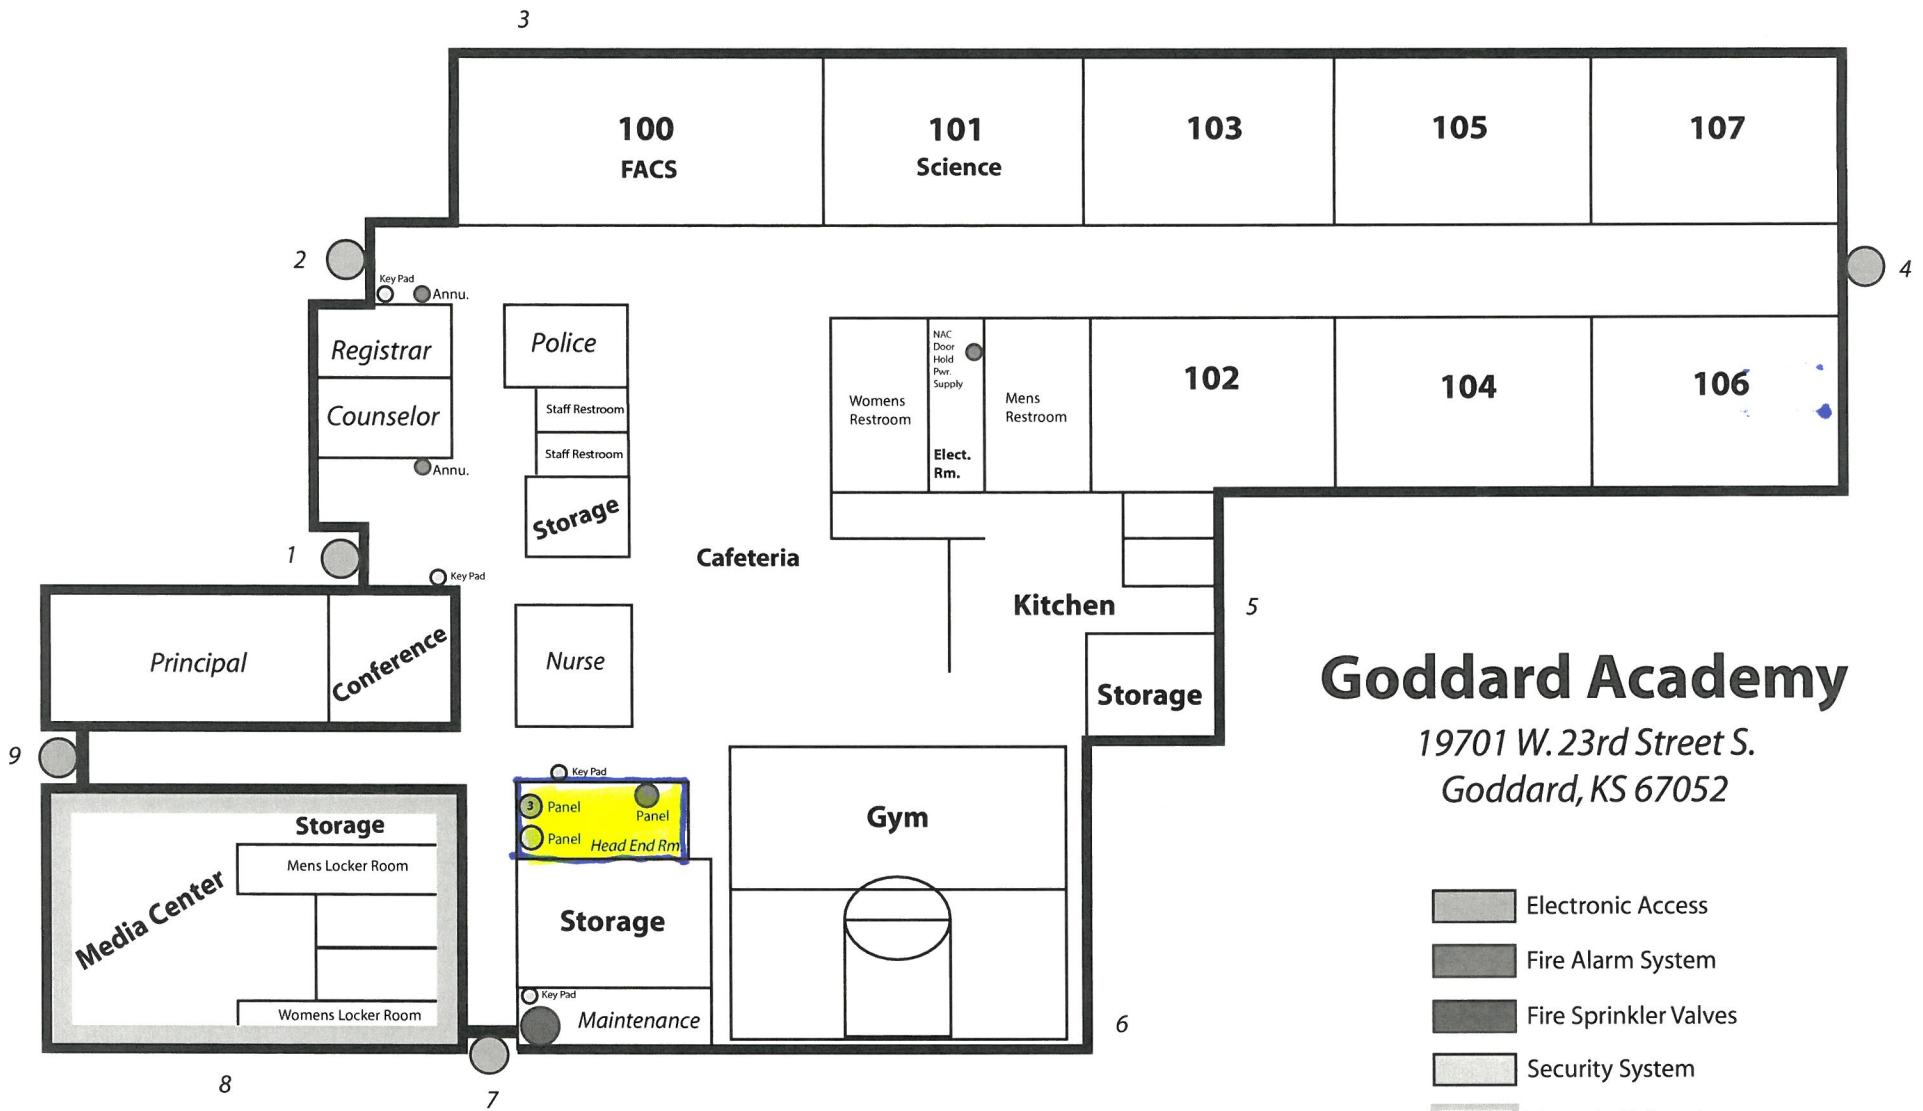 3
100
FACS
101
Science
103
105
107
2
4
Key Pad
Annu.
Registrar
Counselor
Annu.
Police
Staff Restroom
Staff Restroom
Storage
Womens
Restroom
NAC
Door
Hold
Pwr.
Supply
Elect.
Rm.
Mens
Restroom
102
104
106
1
Key Pad
Cafeteria
Kitchen
5
Principal
Conference
Nurse
Storage
Goddard Academy
19701 W. 23rd Street S.
Goddard, KS 67052
9
Key Pad
3 Panel
Panel
Panel
Head End Rm.
Gym
Storage
Mens Locker Room
Media Center
Womens Locker Room
Storage
Key Pad
Maintenance
6
8
7
Electronic Access
Fire Alarm System
Fire Sprinkler Valves
Security System